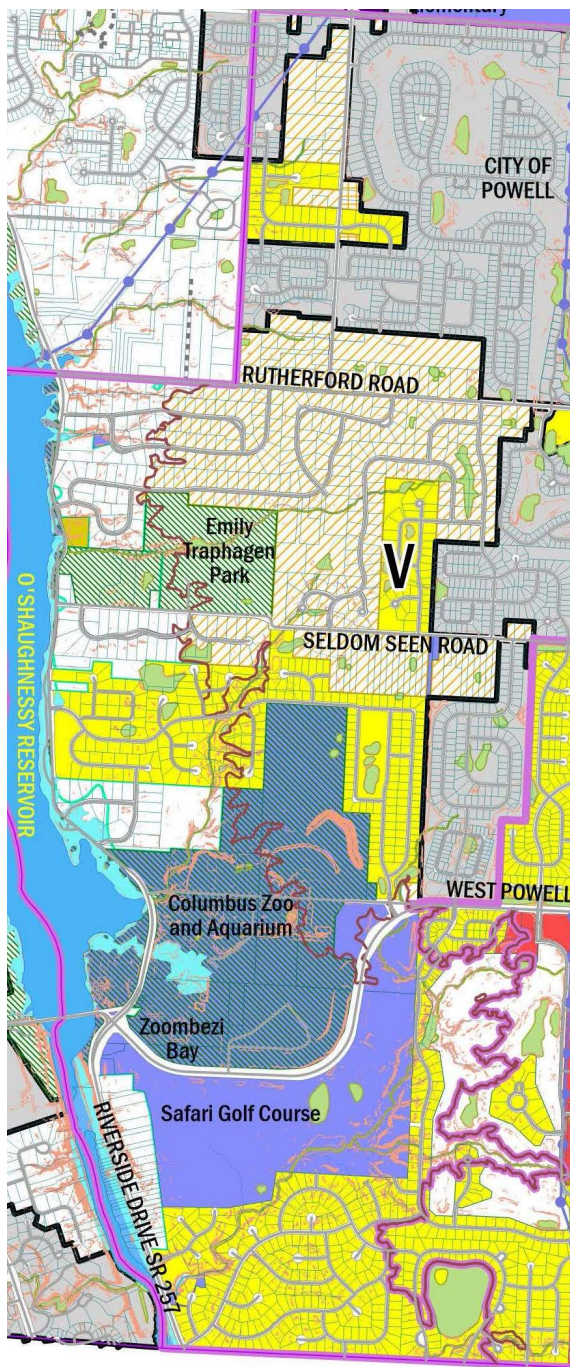 Elementary
CITY OF
POWELL
RUTHERFORD ROAD
Emily
Traphagen
Park
V
SELDOM SEEN ROAD
O'SHAUGHNESSY RESERVOIR
WEST POWELL
Columbus Zoo
and Aquarium
Zoombezi
Bay
Safari Golf Course
RIVERSIDE DRIVE SR 257